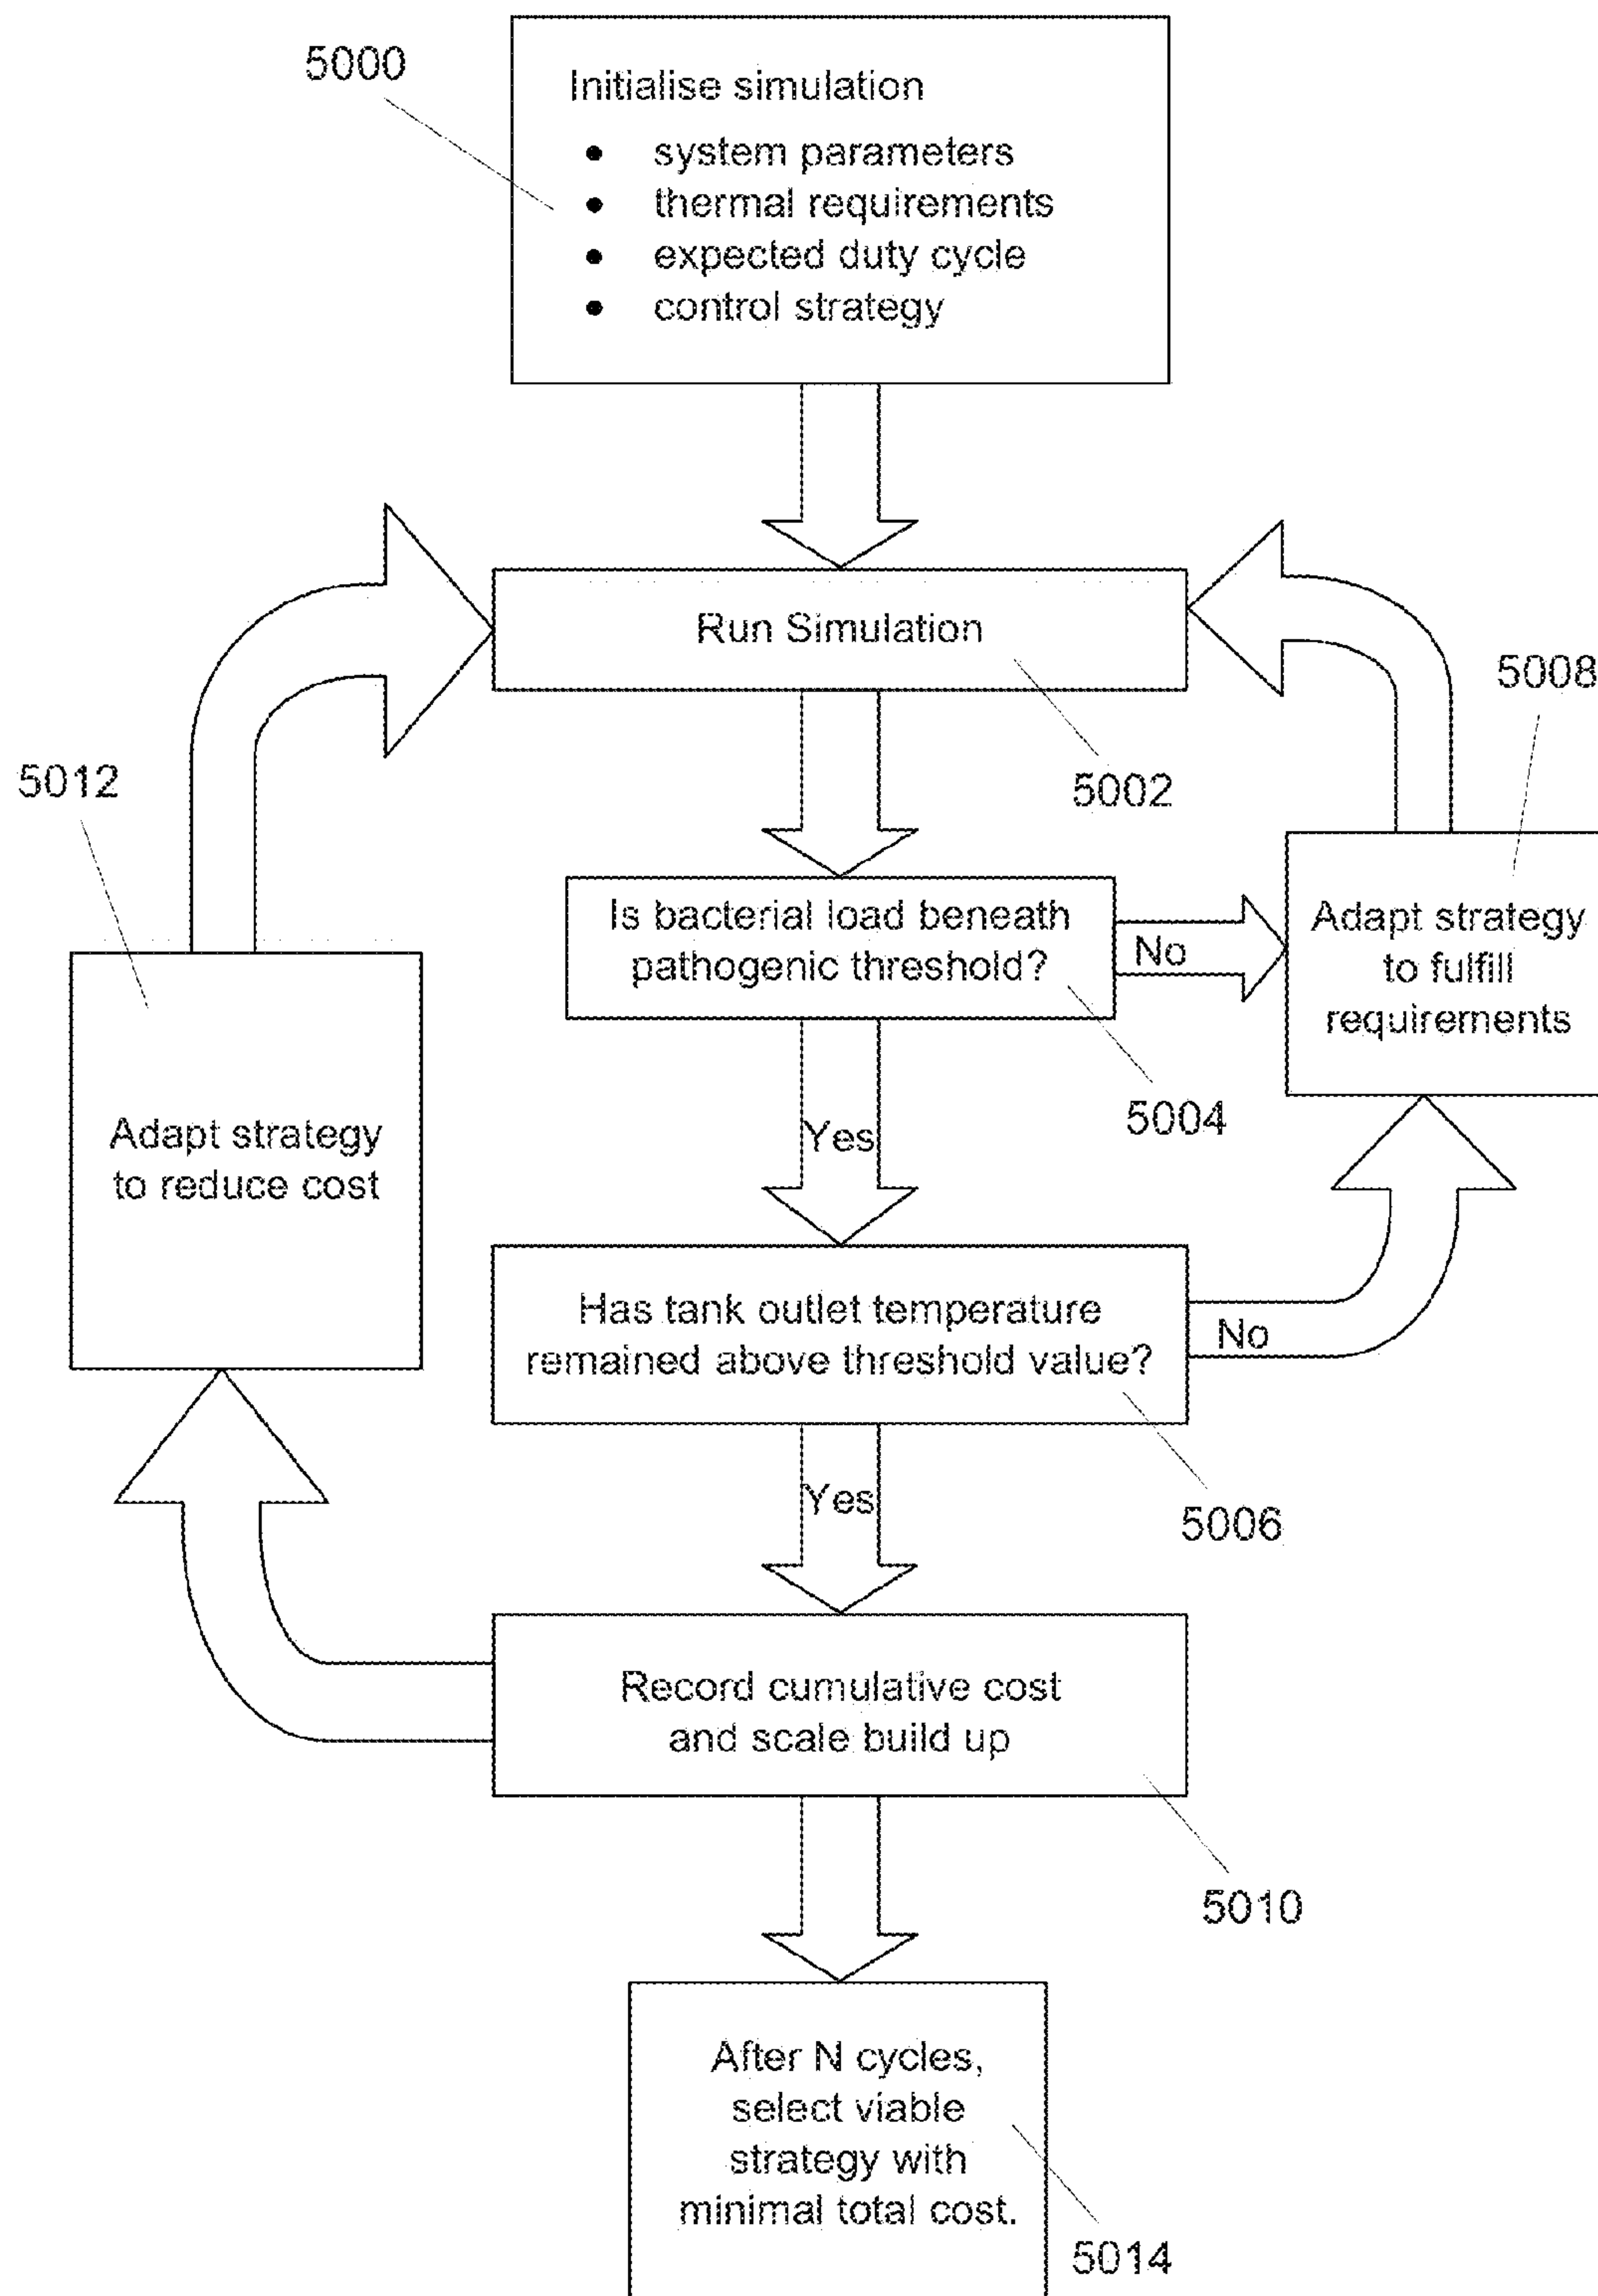 5000
Initialise simulation
• system parameters
• thermal requirements
• expected duty cycle
• control strategy
Run Simulation
5002
5008
5012
Is bacterial load beneath
pathogenic threshold?
No
Adapt strategy
to fulfill
requirements
5004
Yes
Adapt strategy
to reduce cost
Has tank outlet temperature
remained above threshold value?
No
5006
Yes
Record cumulative cost
and scale build up
5010
After N cycles,
select viable
strategy with
minimal total cost.
5014